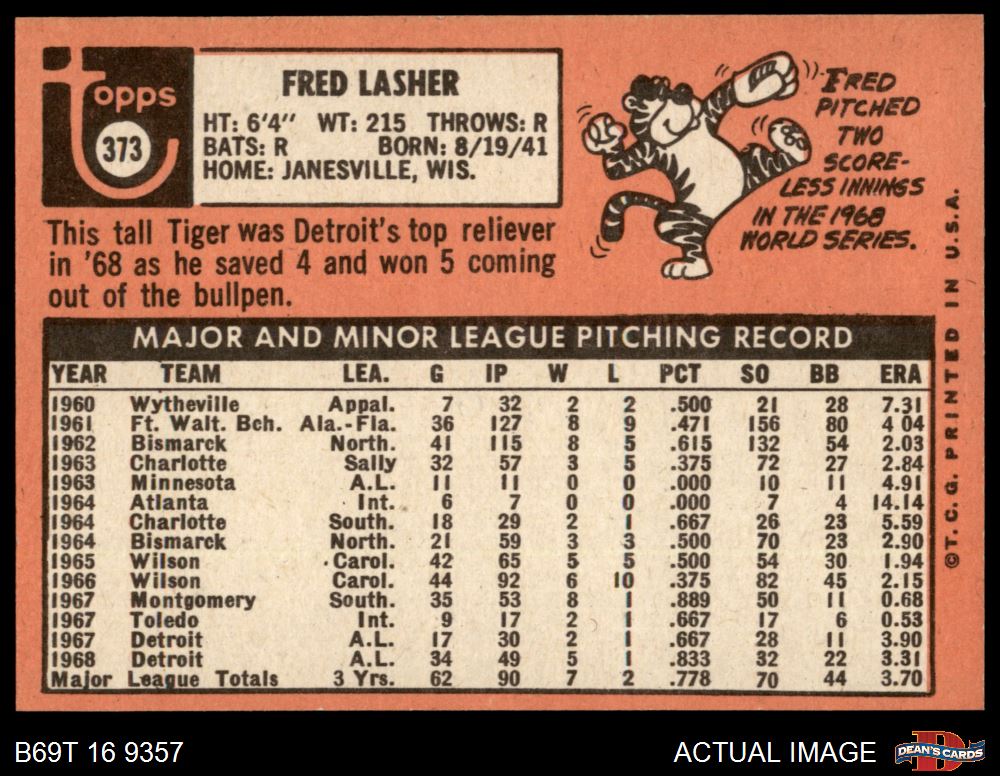 topps
373
FRED LASHER
HT: 6'4" WT: 215 THROWS: R
BATS: R BORN: 8/19/41
HOME: JANESVILLE, WIS.
This tall Tiger was Detroit's top reliever
in '68 as he saved 4 and won 5 coming
out of the bullpen.
FRED
PITCHED
TWO
SCORE-
LESS INNINGS
IN THE 1968
WORLD SERIES.
MAJOR AND MINOR LEAGUE PITCHING RECORD
YEAR TEAM LEA. G IP W L PCT SO BB ERA
1960 Wytheville Appal. 7 32 2 2 .500 21 28 7.31
1961 Ft. Walt. Bch. Ala.-Fla. 36 127 8 9 .471 156 80 4 04
1962 Bismarck North. 41 115 8 5 .615 132 54 2.03
1963 Charlotte Sally 32 57 3 5 .375 72 27 2.84
1963 Minnesota A.L. 11 11 0 0 .000 10 11 4.91
1964 Atlanta Int. 6 7 0 0 .000 7 4 14.14
1964 Charlotte South. 18 29 2 1 .667 26 23 5.59
1964 Bismarck North. 21 59 3 3 .500 70 23 2.90
1965 Wilson Carol. 42 65 5 5 .500 54 30 1.94
1966 Wilson Carol. 44 92 6 10 .375 82 45 2.15
1967 Montgomery South. 35 53 8 1 .889 50 11 0.68
1967 Toledo Int. 9 17 2 1 .667 17 6 0.53
1967 Detroit A.L. 17 30 2 1 .667 28 11 3.90
1968 Detroit A.L. 34 49 5 1 .833 32 22 3.31
Major League Totals 3 Yrs. 62 90 7 2 .778 70 44 3.70
©T. C. G. PRINTED IN U.S.A.
B69T 16 9357
ACTUAL IMAGE
D
DEAN'S CARDS